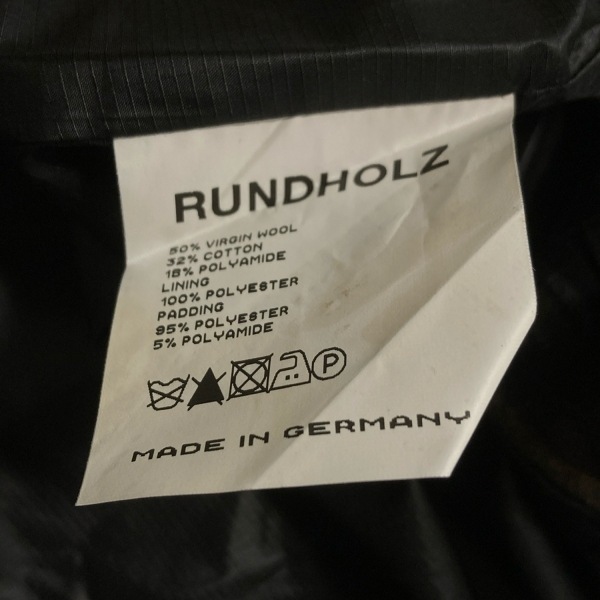 RUNDHOLZ
50% VIRGIN WOOL
32% COTTON
18% POLYAMIDE
LINING
100% POLYESTER
PADDING
95% POLYESTER
5% POLYAMIDE
P
MADE IN GERMANY